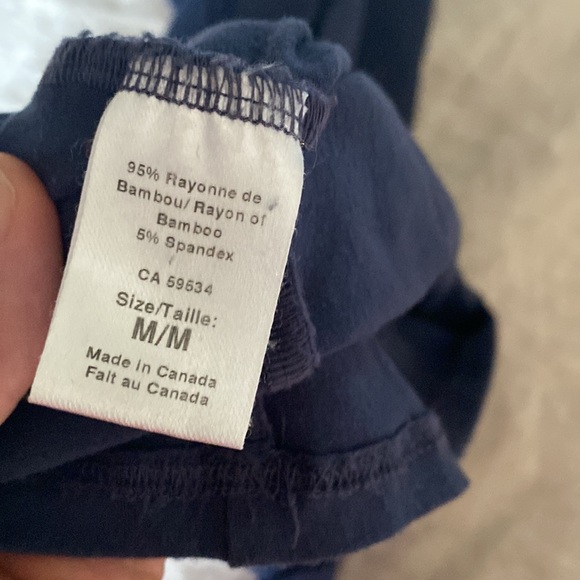 95% Rayonne de
Bambou/ Rayon of
Bamboo
5% Spandex
CA 59534
Size/Taille:
M/M
Made in Canada
Fait au Canada